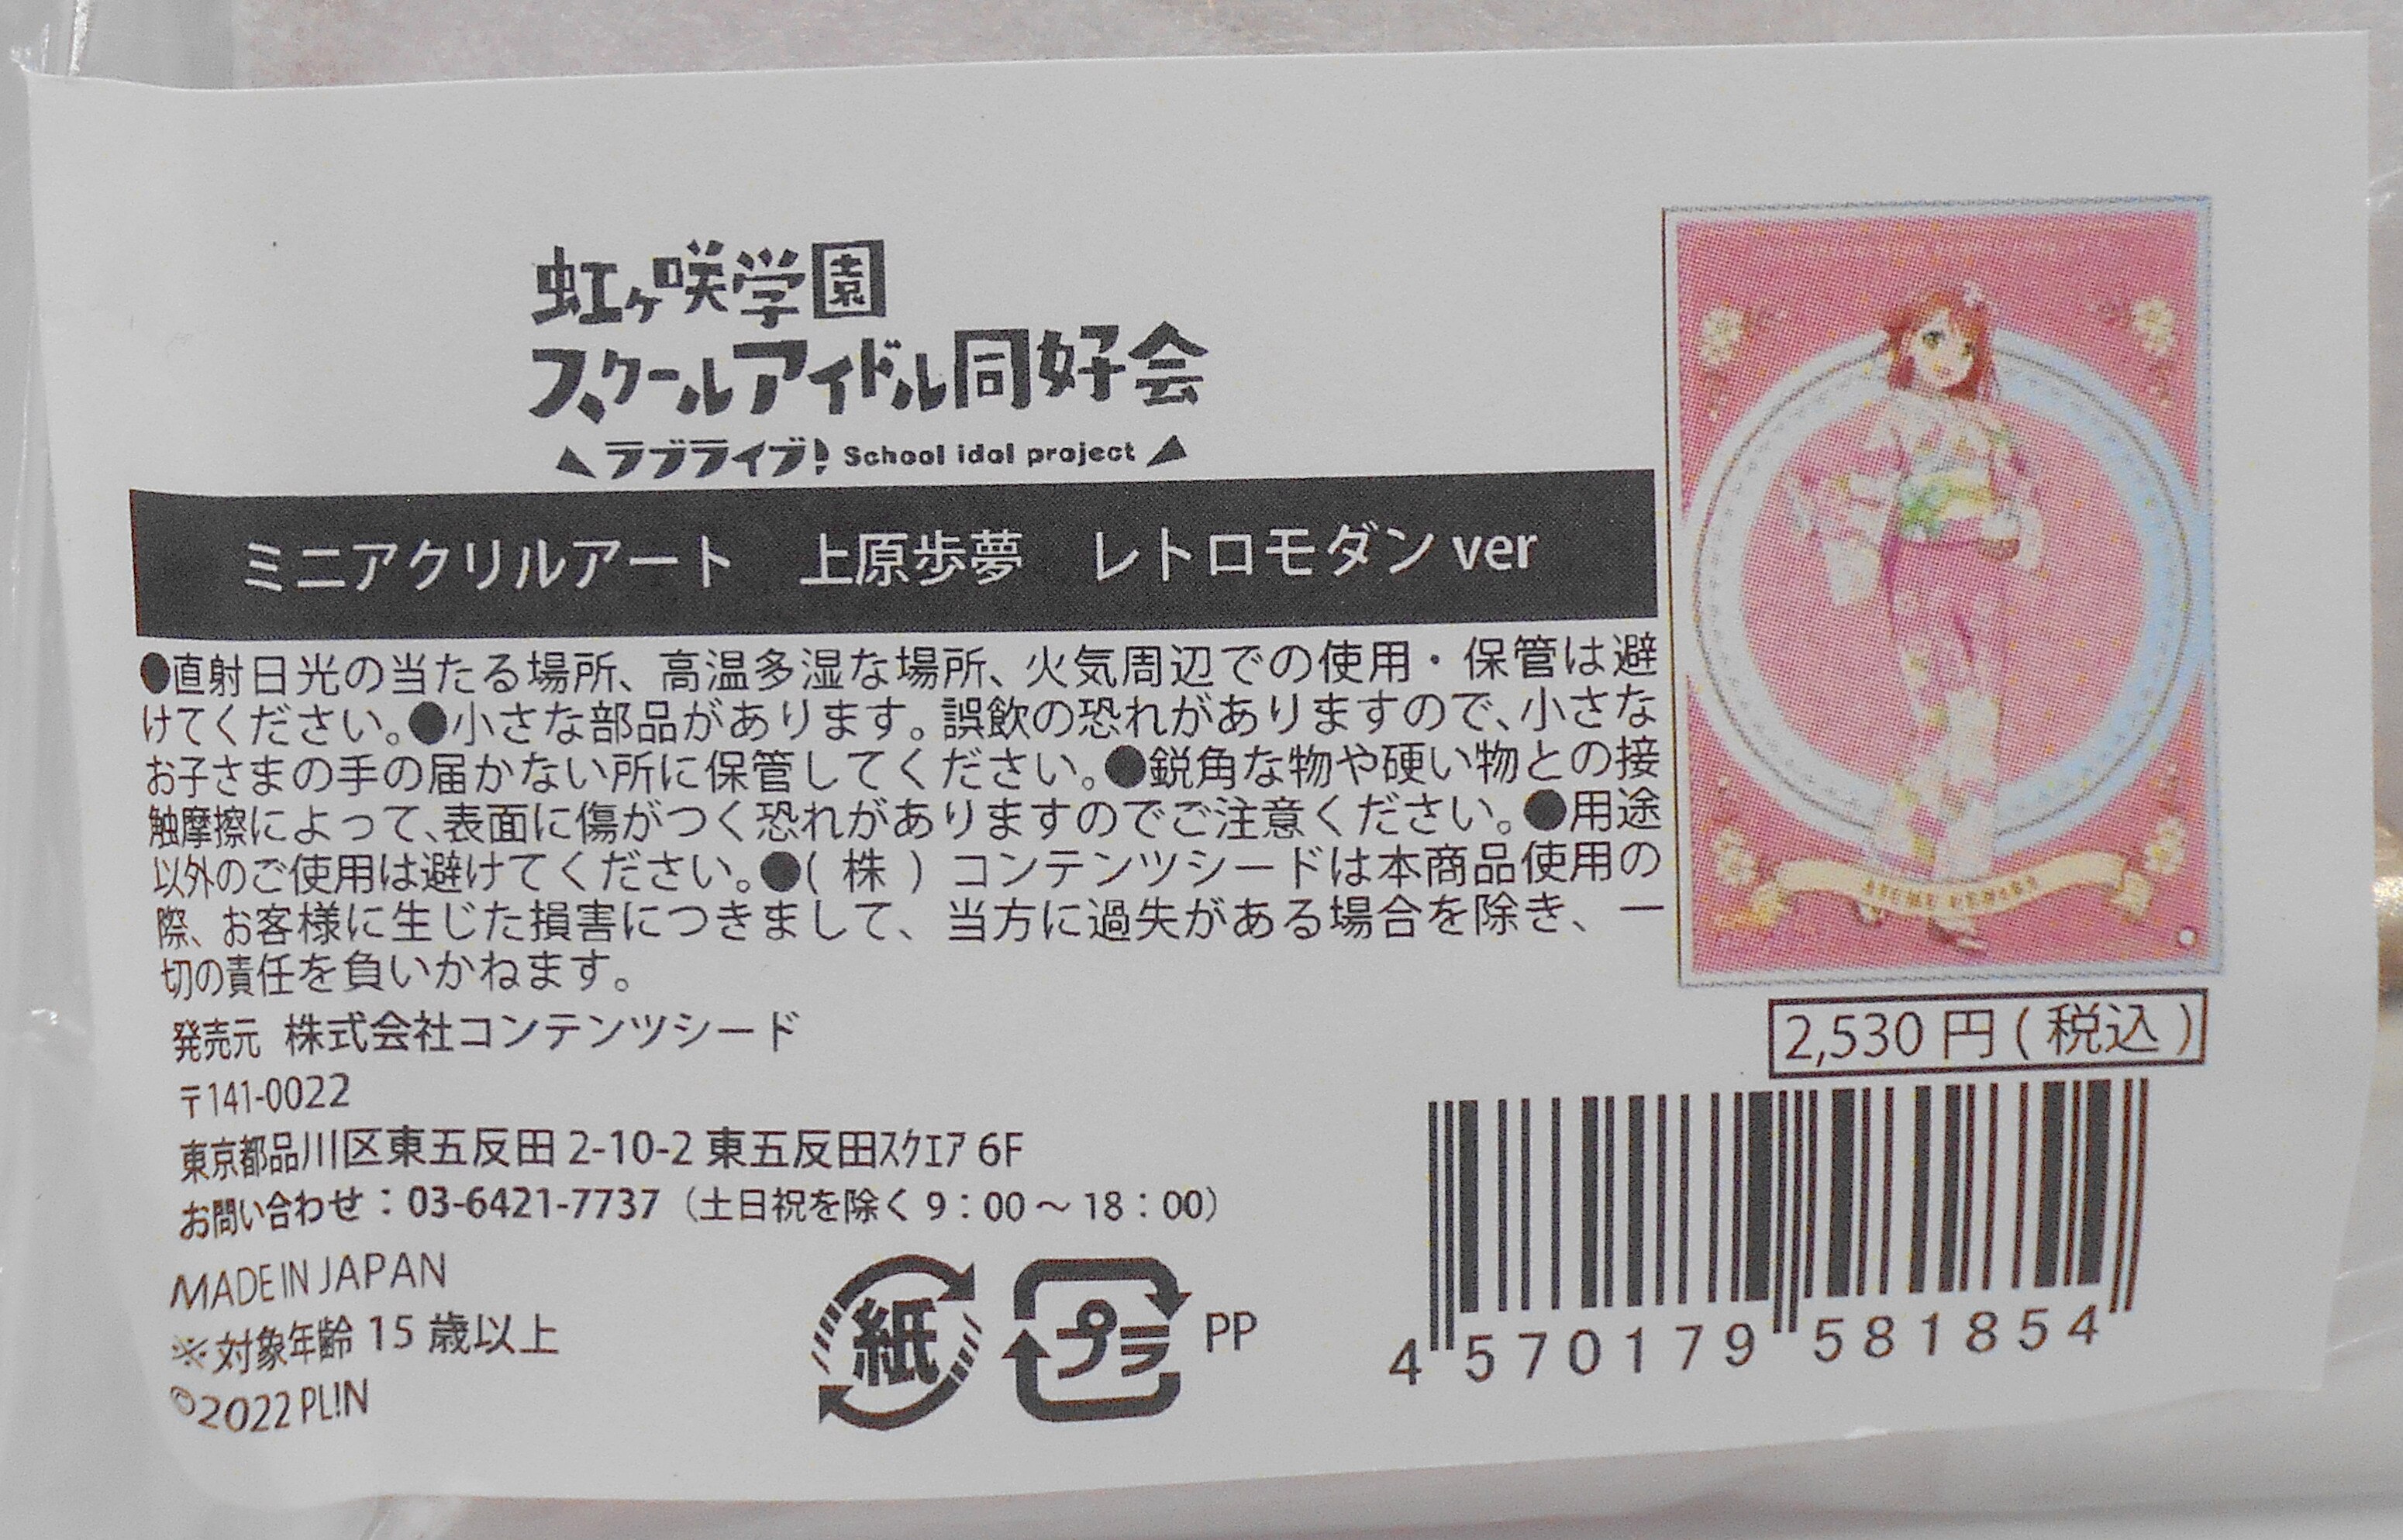 虹ヶ咲学園
スクールアイドル同好会
ラブライブ! School idol project
ミニアクリルアート　上原歩夢　レトロモダン ver
●直射日光の当たる場所、高温多湿な場所、火気周辺での使用・保管は避
けてください。●小さな部品があります。誤飲の恐れがありますので、小さな
お子さまの手の届かない所に保管してください。●鋭角な物や硬い物との接
触摩擦によって、表面に傷がつく恐れがありますのでご注意ください。●用途
以外のご使用は避けてください。●( 株 ) コンテンツシードは本商品使用の
際、お客様に生じた損害につきまして、当方に過失がある場合を除き、一
切の責任を負いかねます。
発売元 株式会社コンテンツシード
〒141-0022
東京都品川区東五反田 2-10-2 東五反田ｽｸｴｱ 6F
お問い合わせ：03-6421-7737（土日祝を除く 9：00～18：00）
MADE IN JAPAN
※対象年齢 15 歳以上
©2022 PL!N
紙
プラ PP
2,530 円 ( 税込 )
4 570179 581854